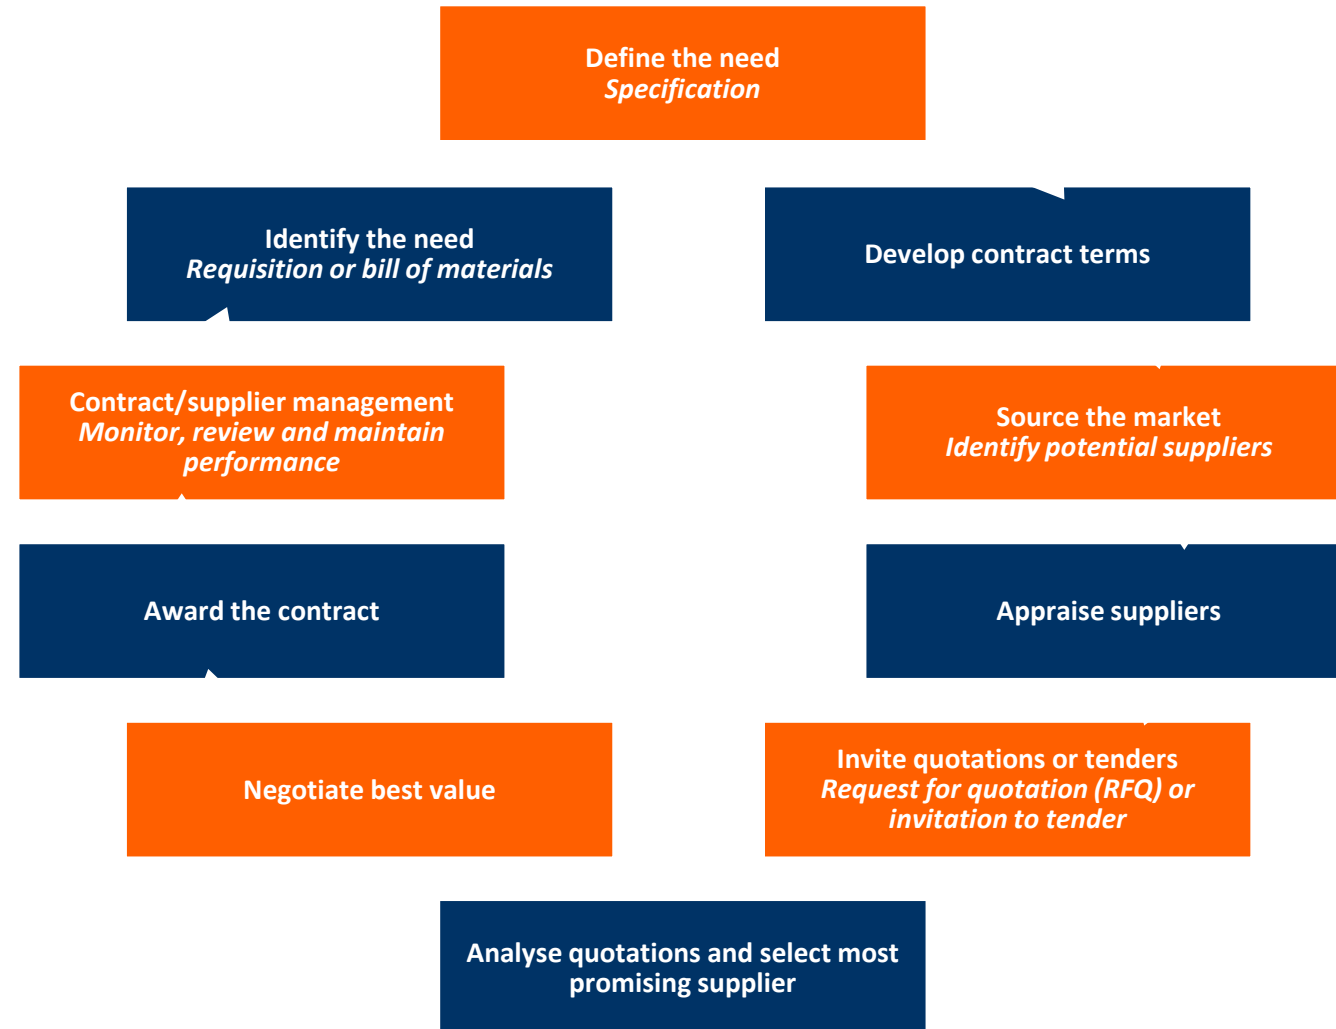 Define the need
Specification
Identify the need
Requisition or bill of materials
Develop contract terms
Contract/supplier management
Monitor, review and maintain
performance
Source the market
Identify potential suppliers
Award the contract
Appraise suppliers
Negotiate best value
Invite quotations or tenders
Request for quotation (RFQ) or
invitation to tender
Analyse quotations and select most
promising supplier